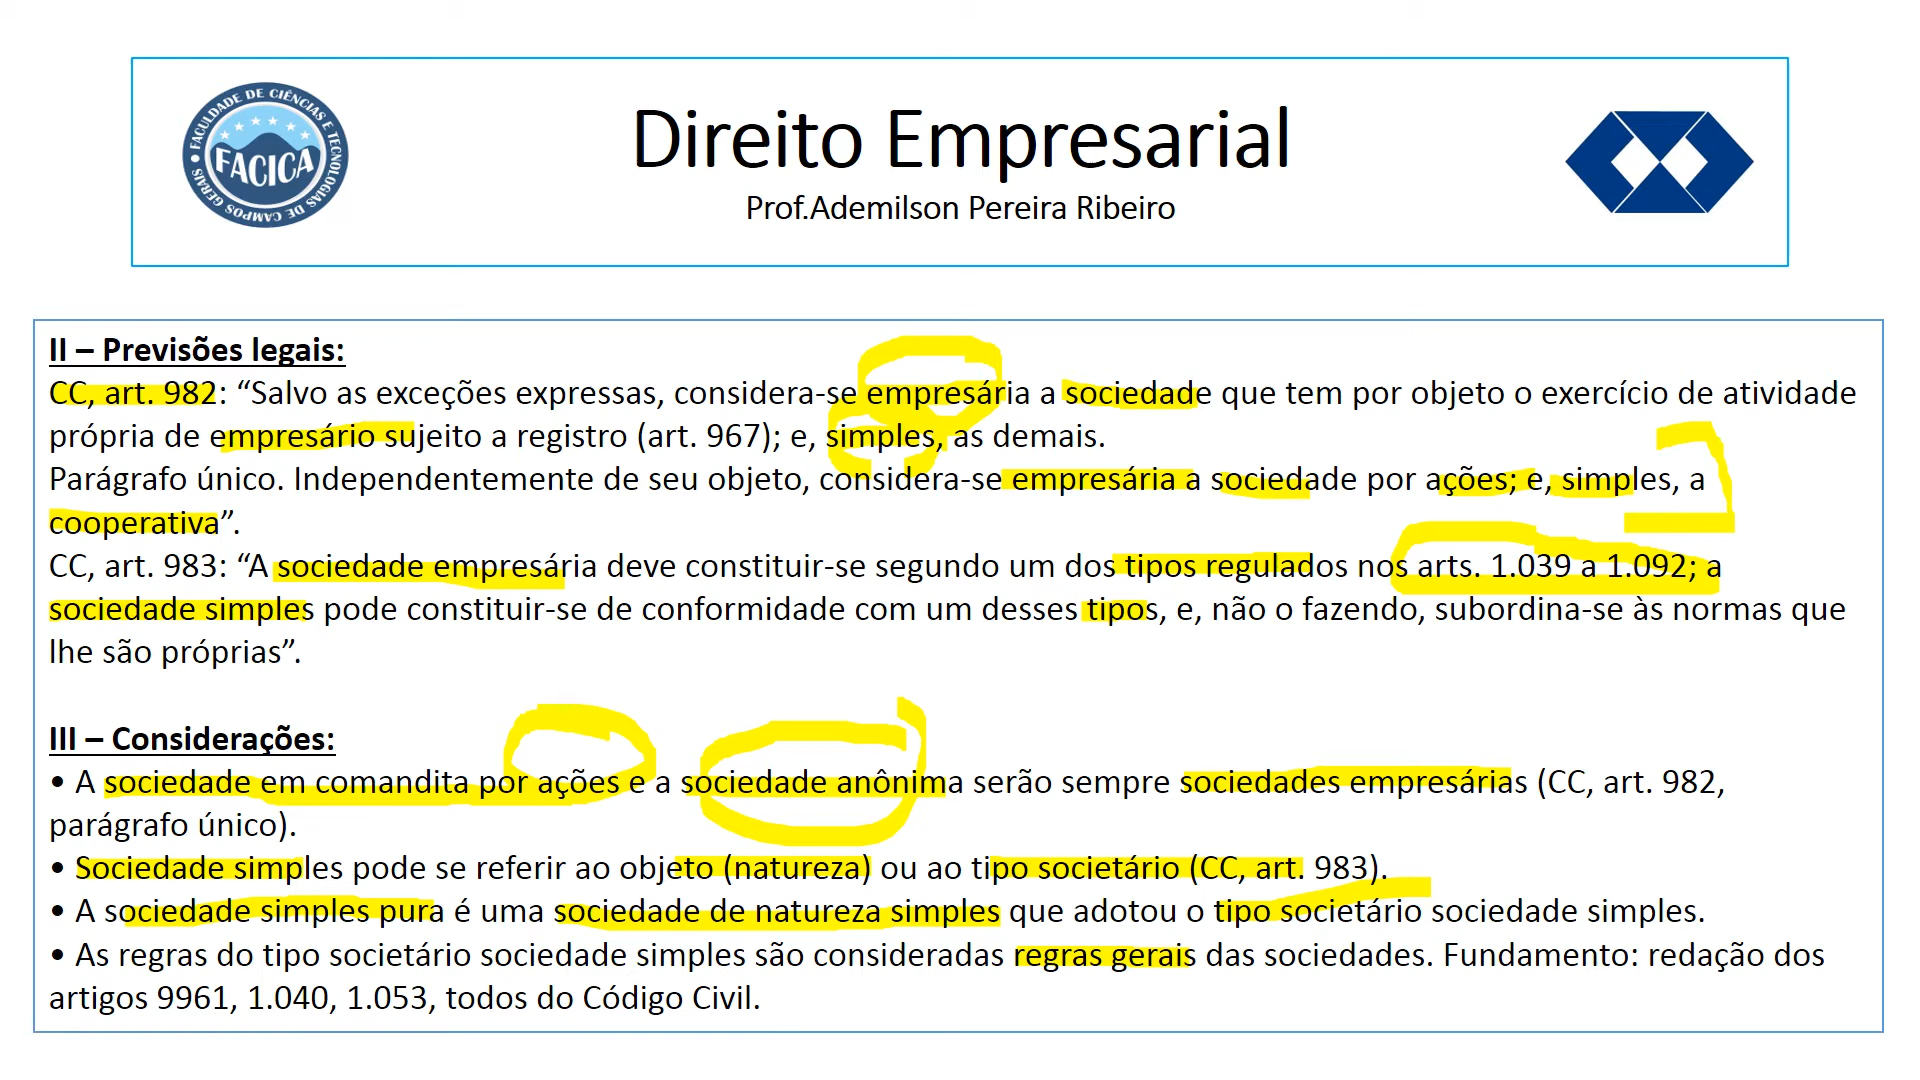 FACULDADE DE CIÊNCIAS E TECNOLOGIAS DE CAMPOS GERAIS
FACICA
Direito Empresarial
Prof.Ademilson Pereira Ribeiro
II – Previsões legais:
CC, art. 982: “Salvo as exceções expressas, considera-se empresária a sociedade que tem por objeto o exercício de atividade
própria de empresário sujeito a registro (art. 967); e, simples, as demais.
Parágrafo único. Independentemente de seu objeto, considera-se empresária a sociedade por ações; e, simples, a
cooperativa”.
CC, art. 983: “A sociedade empresária deve constituir-se segundo um dos tipos regulados nos arts. 1.039 a 1.092; a
sociedade simples pode constituir-se de conformidade com um desses tipos, e, não o fazendo, subordina-se às normas que
lhe são próprias”.
III – Considerações:
• A sociedade em comandita por ações e a sociedade anônima serão sempre sociedades empresárias (CC, art. 982,
parágrafo único).
• Sociedade simples pode se referir ao objeto (natureza) ou ao tipo societário (CC, art. 983).
• A sociedade simples pura é uma sociedade de natureza simples que adotou o tipo societário sociedade simples.
• As regras do tipo societário sociedade simples são consideradas regras gerais das sociedades. Fundamento: redação dos
artigos 9961, 1.040, 1.053, todos do Código Civil.